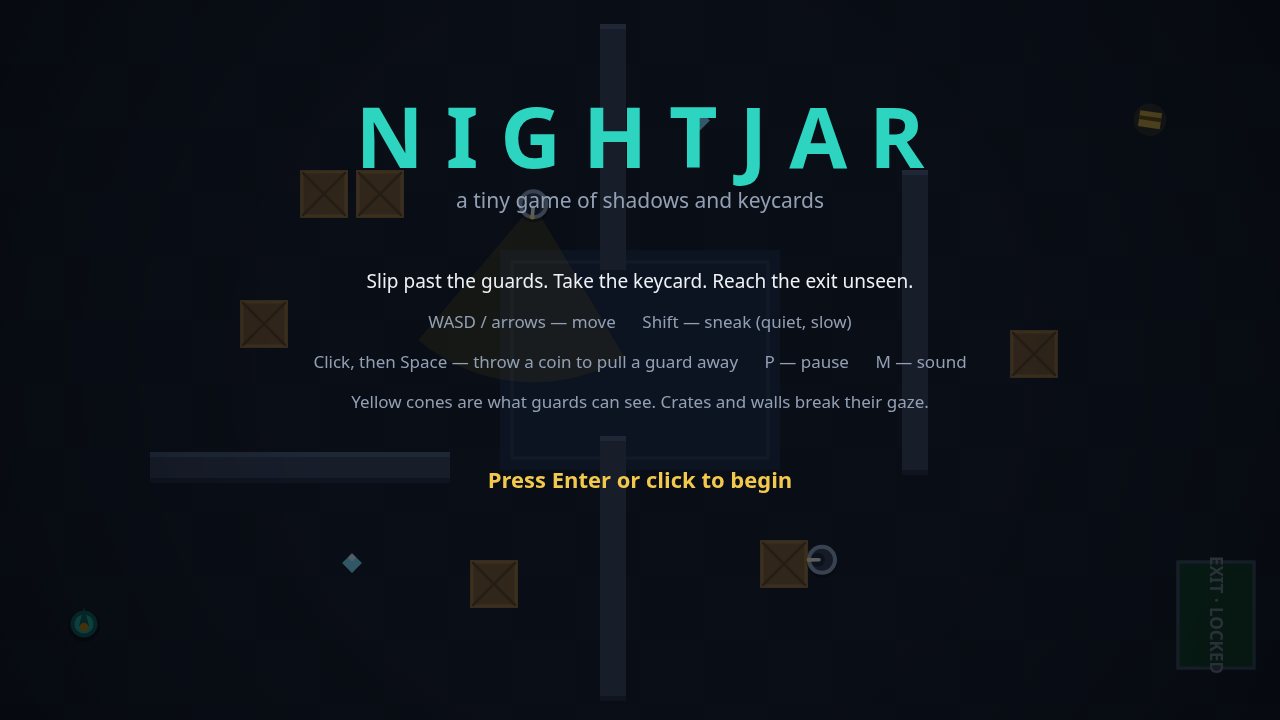 NIGHTJAR
a tiny game of shadows and keycards
Slip past the guards. Take the keycard. Reach the exit unseen.
WASD / arrows — move Shift — sneak (quiet, slow)
Click, then Space — throw a coin to pull a guard away P — pause M — sound
Yellow cones are what guards can see. Crates and walls break their gaze.
Press Enter or click to begin
EXIT · LOCKED